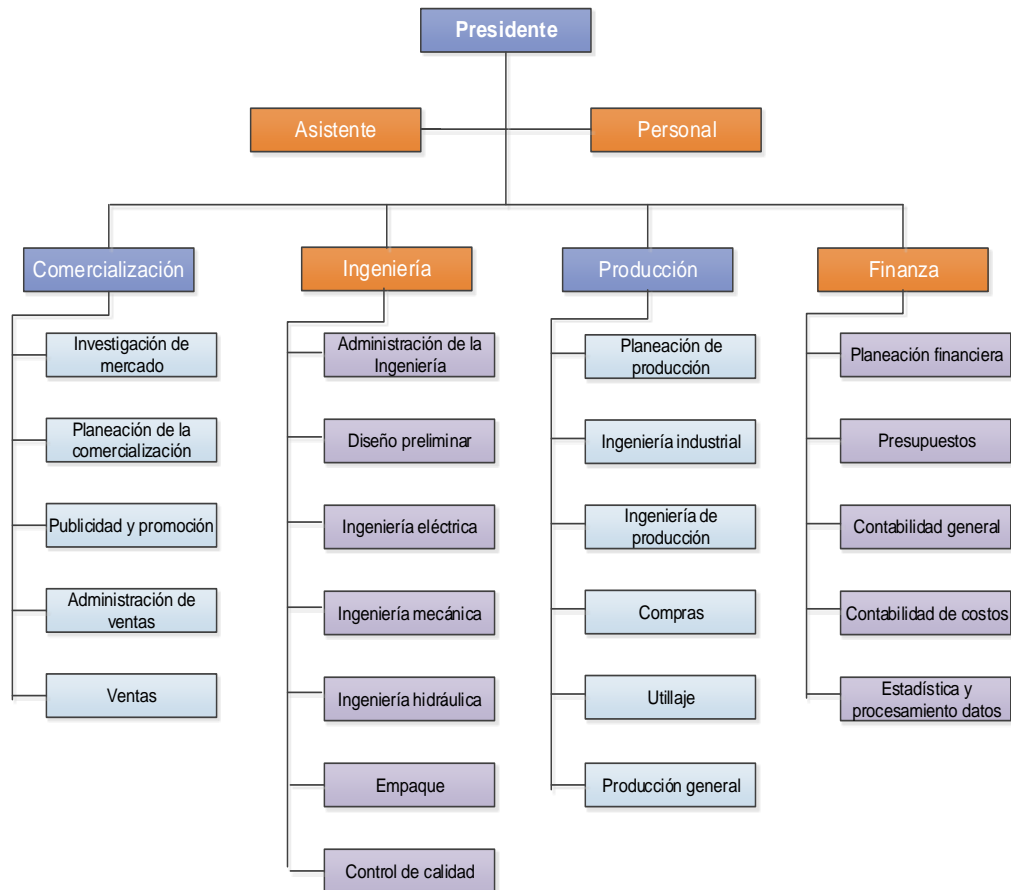 Presidente
Asistente
Personal
Comercialización
Ingeniería
Producción
Finanza
Investigación de
mercado
Planeación de la
comercialización
Publicidad y promoción
Administración de
ventas
Ventas
Administración de la
Ingeniería
Diseño preliminar
Ingeniería eléctrica
Ingeniería mecánica
Ingeniería hidráulica
Empaque
Control de calidad
Planeación de
producción
Ingeniería industrial
Ingeniería de
producción
Compras
Utillaje
Producción general
Planeación financiera
Presupuestos
Contabilidad general
Contabilidad de costos
Estadística y
procesamiento datos